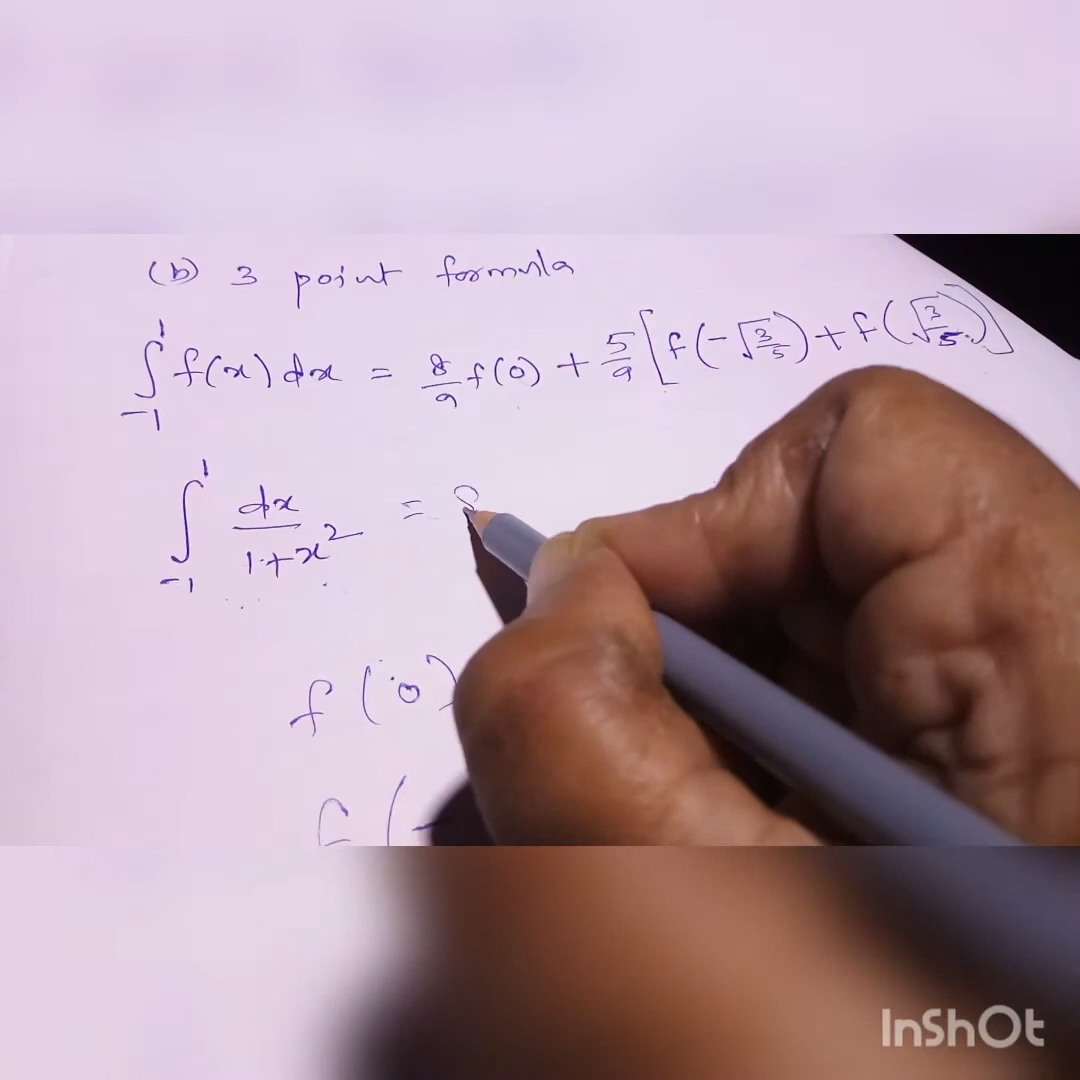 (b) 3 point formula
∫₋₁¹ f(x) dx = 8/9 f(0) + 5/9 [f(-√3/5) + f(√3/5)]
∫₋₁¹ dx/1+x² = 8
f(0)
f(-
InShOt